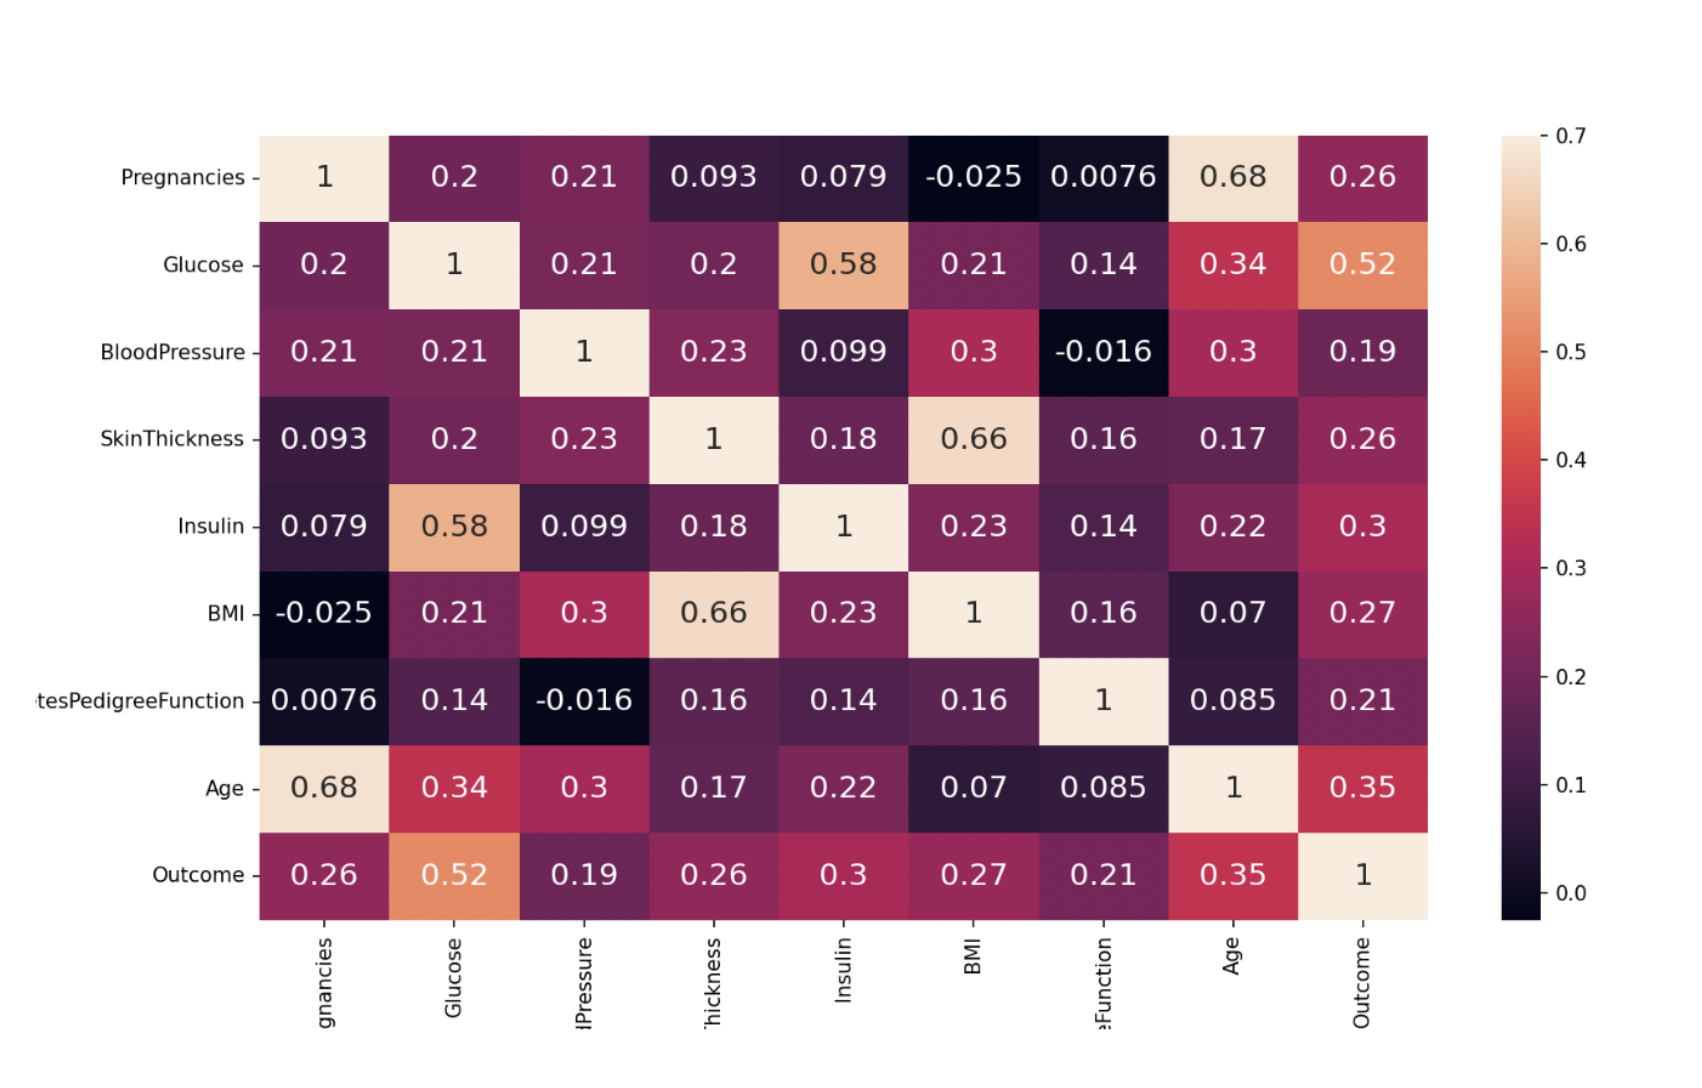 Pregnancies 1 0.2 0.21 0.093 0.079 -0.025 0.0076 0.68 0.26
Glucose 0.2 1 0.21 0.2 0.58 0.21 0.14 0.34 0.52
BloodPressure 0.21 0.21 1 0.23 0.099 0.3 -0.016 0.3 0.19
SkinThickness 0.093 0.2 0.23 1 0.18 0.66 0.16 0.17 0.26
Insulin 0.079 0.58 0.099 0.18 1 0.23 0.14 0.22 0.3
BMI -0.025 0.21 0.3 0.66 0.23 1 0.16 0.07 0.27
tesPedigreeFunction 0.0076 0.14 -0.016 0.16 0.14 0.16 1 0.085 0.21
Age 0.68 0.34 0.3 0.17 0.22 0.07 0.085 1 0.35
Outcome 0.26 0.52 0.19 0.26 0.3 0.27 0.21 0.35 1
gnancies
Glucose
dPressure
hickness
Insulin
BMI
eFunction
Age
Outcome
0.7
0.6
0.5
0.4
0.3
0.2
0.1
0.0